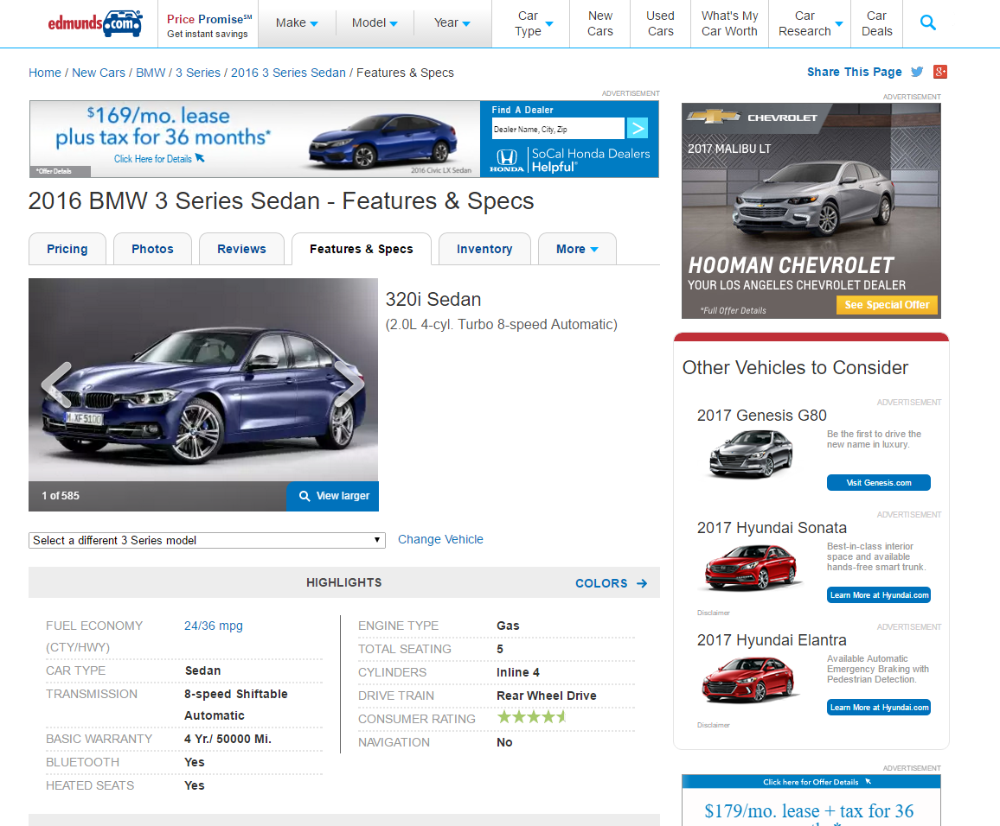 edmunds.com
Price Promise℠
Get instant savings
Make
Model
Year
Car
Type
New
Cars
Used
Cars
What's My
Car Worth
Car
Research
Car
Deals
Home / New Cars / BMW / 3 Series / 2016 3 Series Sedan / Features & Specs
Share This Page
ADVERTISEMENT
$169/mo. lease
plus tax for 36 months*
Click Here for Details
*Offer Details
2016 Civic LX Sedan
Find A Dealer
Dealer Name, City, Zip
>
HONDA
SoCal Honda Dealers
Helpful®
ADVERTISEMENT
CHEVROLET
2017 MALIBU LT
HOOMAN CHEVROLET
YOUR LOS ANGELES CHEVROLET DEALER
*Full Offer Details
See Special Offer
2016 BMW 3 Series Sedan - Features & Specs
Pricing
Photos
Reviews
Features & Specs
Inventory
More
320i Sedan
(2.0L 4-cyl. Turbo 8-speed Automatic)
M XF 5100
1 of 585
View larger
Select a different 3 Series model
Change Vehicle
HIGHLIGHTS
COLORS
FUEL ECONOMY
(CTY/HWY)
24/36 mpg
CAR TYPE
Sedan
TRANSMISSION
8-speed Shiftable
Automatic
BASIC WARRANTY
4 Yr./ 50000 Mi.
BLUETOOTH
Yes
HEATED SEATS
Yes
ENGINE TYPE
Gas
TOTAL SEATING
5
CYLINDERS
Inline 4
DRIVE TRAIN
Rear Wheel Drive
CONSUMER RATING
NAVIGATION
No
Other Vehicles to Consider
ADVERTISEMENT
2017 Genesis G80
Be the first to drive the
new name in luxury.
Visit Genesis.com
ADVERTISEMENT
2017 Hyundai Sonata
Best-in-class interior
space and available
hands-free smart trunk.
Learn More at Hyundai.com
Disclaimer
ADVERTISEMENT
2017 Hyundai Elantra
Available Automatic
Emergency Braking with
Pedestrian Detection.
Learn More at Hyundai.com
Disclaimer
ADVERTISEMENT
Click here for Offer Details
$179/mo. lease + tax for 36